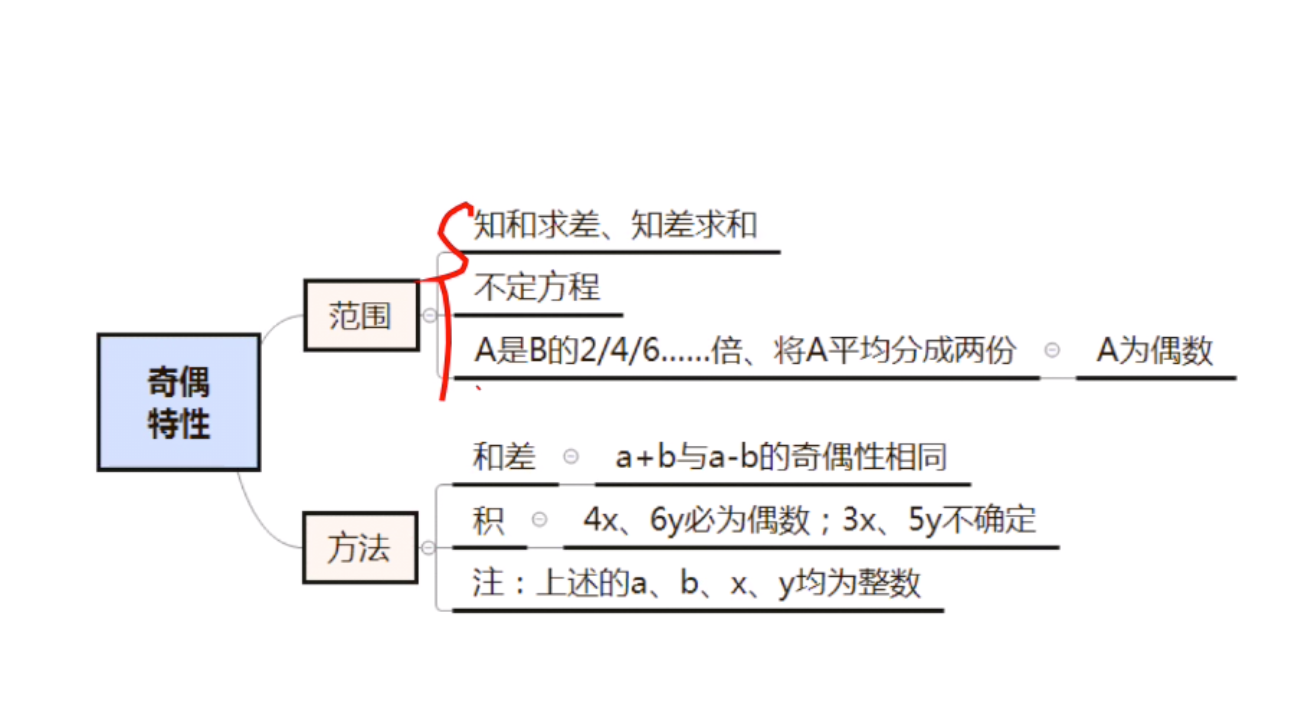 奇偶
特性
范围
知和求差、知差求和
不定方程
A是B的2/4/6......倍、将A平均分成两份
A为偶数
方法
和差
a+b与a-b的奇偶性相同
积
4x、6y必为偶数；3x、5y不确定
注：上述的a、b、x、y均为整数